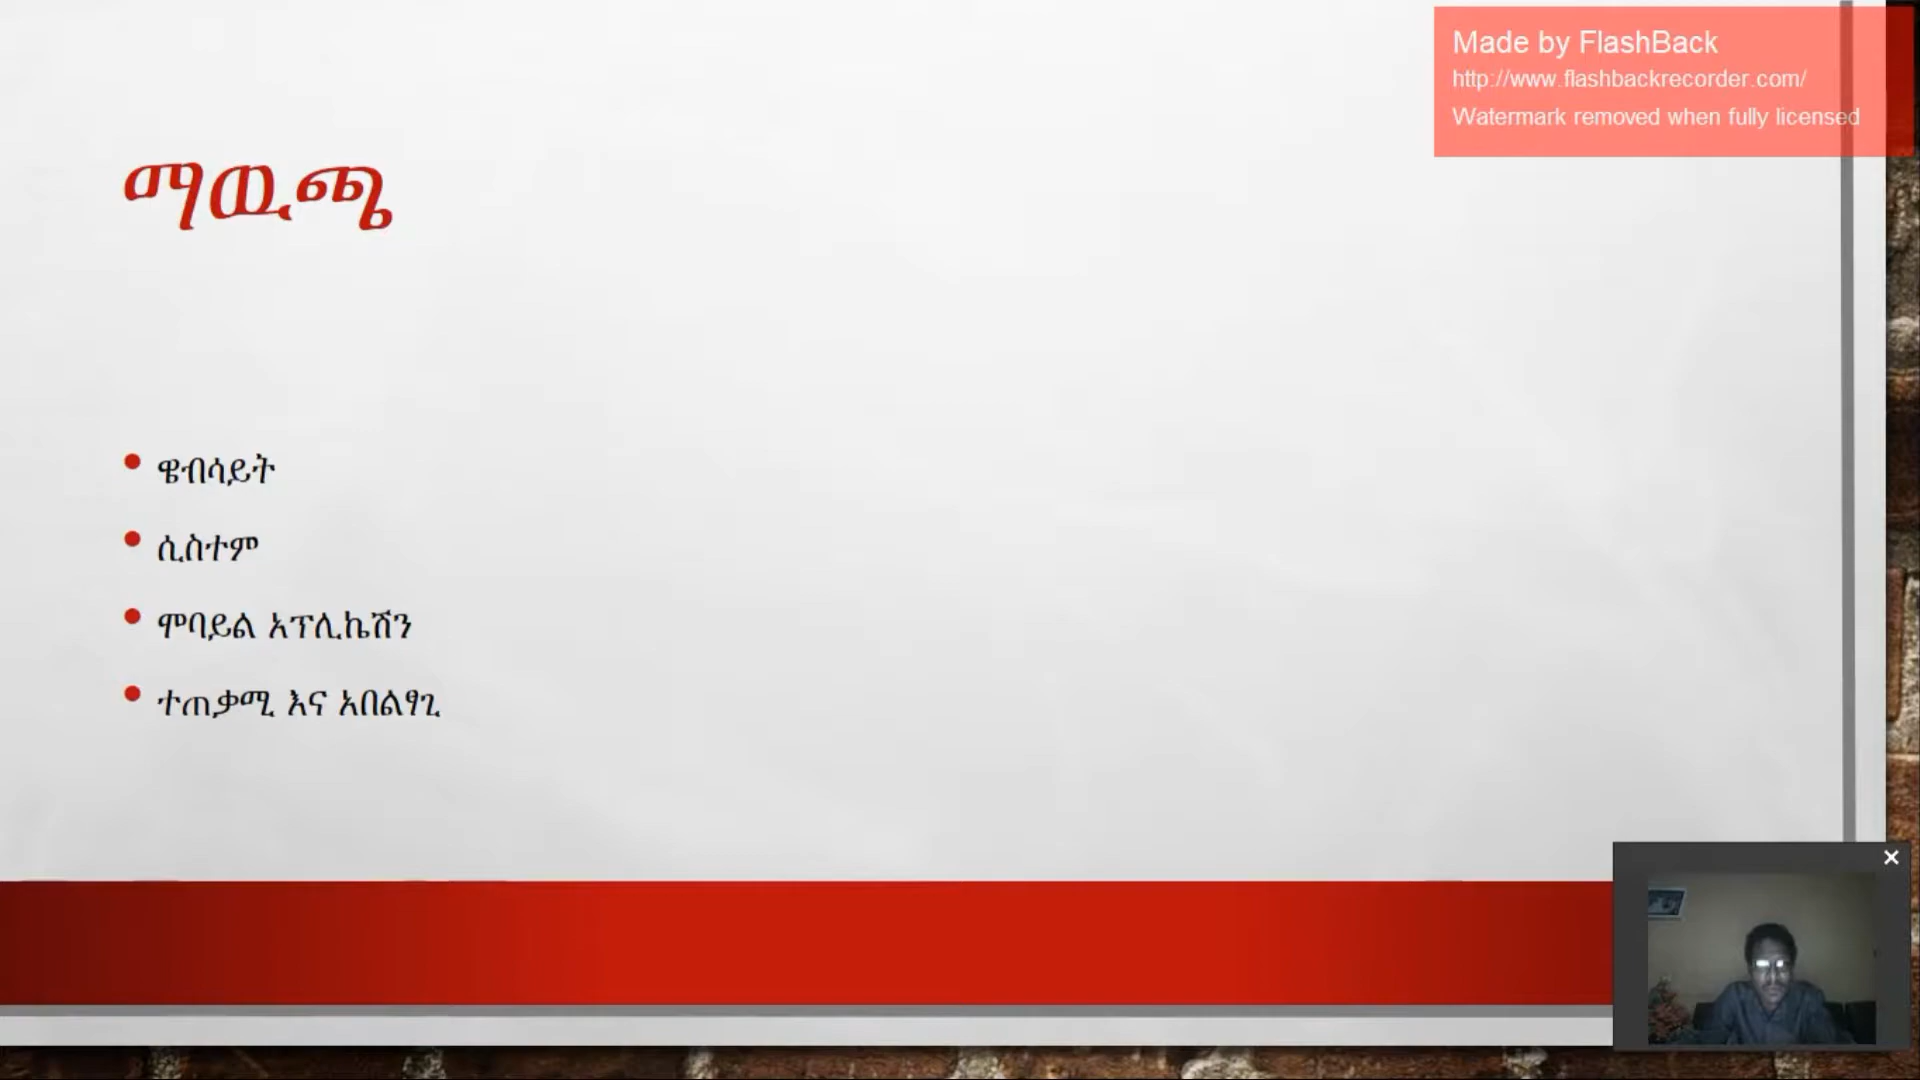 Made by FlashBack
http://www.flashbackrecorder.com/
Watermark removed when fully licensed
ማዉጫ
• ዌብሳይት
• ሲስተም
• ሞባይል አፕሊኬሽን
• ተጠቃሚ እና አበልፃጊ